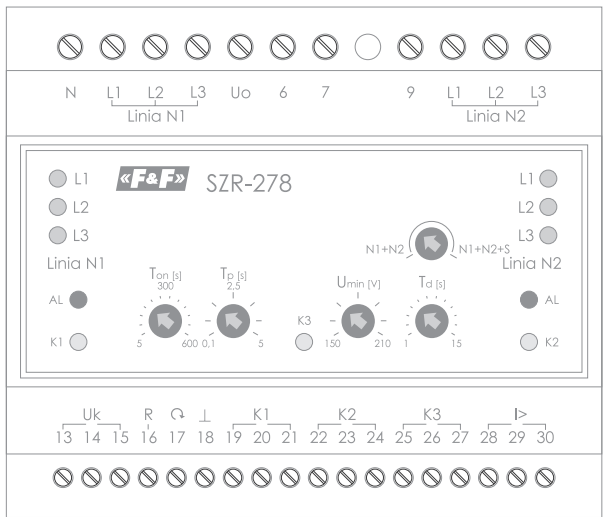 N L1 L2 L3 Uo 6 7 9 L1 L2 L3
Linia N1 Linia N2
L1 «F&F» SZR-278 L1
L2 L2
L3 N1+N2 N1+N2+S L3
Linia N1 Linia N2
Ton [s] Tp [s] Umin [V] Td [s]
300 2,5
AL AL
K1 K3 K2
5 600 0,1 5 150 210 1 15
Uk R ⊥ K1 K2 K3 I>
13 14 15 16 17 18 19 20 21 22 23 24 25 26 27 28 29 30